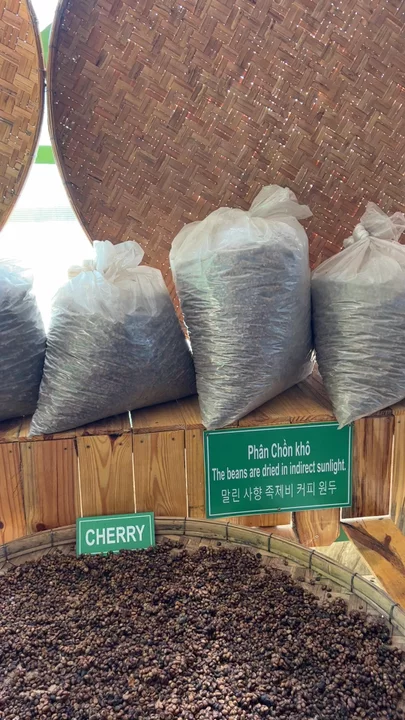 Phân Chồn khô
The beans are dried in indirect sunlight.
말린 사향 족제비 커피 원두
CHERRY